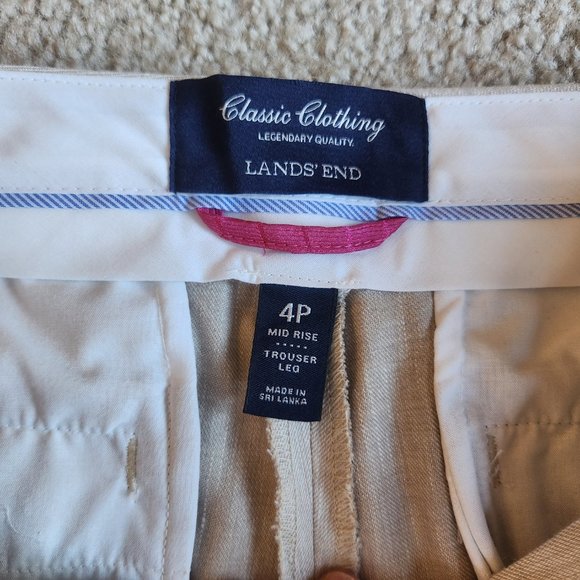 Classic Clothing
LEGENDARY QUALITY.
LANDS' END
4P
MID RISE
TROUSER
LEG
MADE IN
SRI LANKA